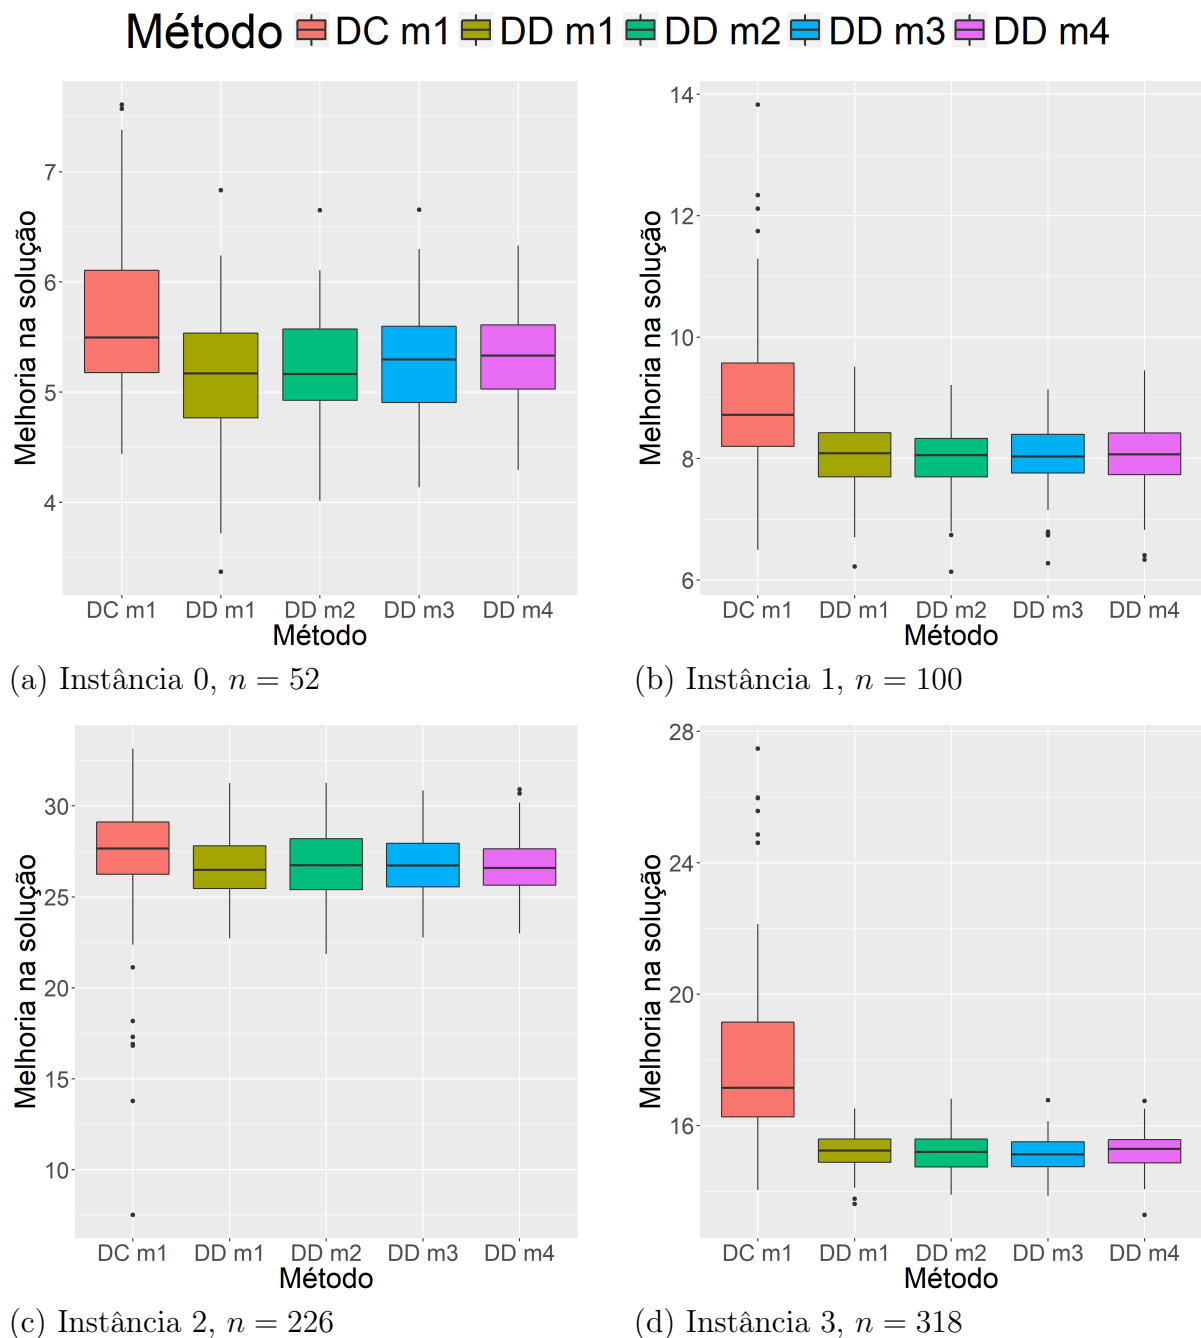 Método DC m1 DD m1 DD m2 DD m3 DD m4
Melhoria na solução
7
6
5
4
DC m1 DD m1 DD m2 DD m3 DD m4
Método
(a) Instância 0, n = 52
Melhoria na solução
14
12
10
8
6
DC m1 DD m1 DD m2 DD m3 DD m4
Método
(b) Instância 1, n = 100
Melhoria na solução
30
25
20
15
10
DC m1 DD m1 DD m2 DD m3 DD m4
Método
(c) Instância 2, n = 226
Melhoria na solução
28
24
20
16
DC m1 DD m1 DD m2 DD m3 DD m4
Método
(d) Instância 3, n = 318